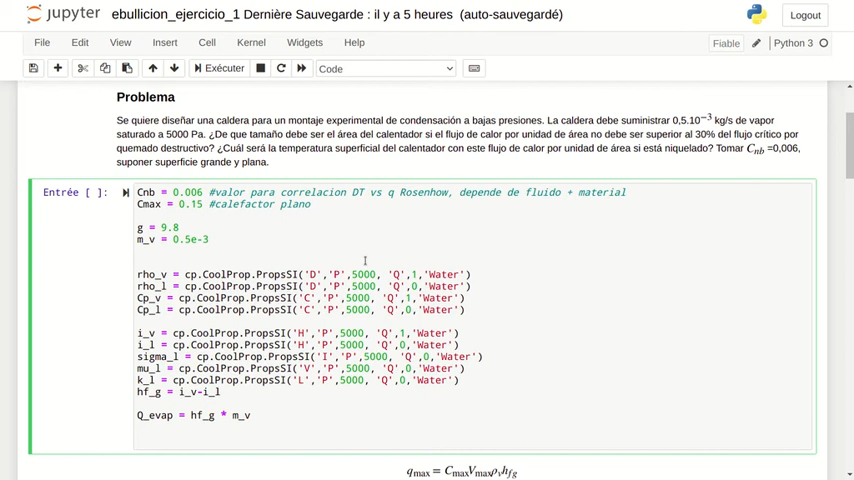 jupyter ebullicion_ejercicio_1 Dernière Sauvegarde : il y a 5 heures (auto-sauvegardé)
Logout
File Edit View Insert Cell Kernel Widgets Help
Fiable
Python 3
Exécuter
Code
Problema
Se quiere diseñar una caldera para un montaje experimental de condensación a bajas presiones. La caldera debe suministrar 0,5.10⁻³ kg/s de vapor
saturado a 5000 Pa. ¿De que tamaño debe ser el área del calentador si el flujo de calor por unidad de área no debe ser superior al 30% del flujo crítico por
quemado destructivo? ¿Cuál será la temperatura superficial del calentador con este flujo de calor por unidad de área si está niquelado? Tomar Cnb =0,006,
suponer superficie grande y plana.
Entrée [ ]:
Cnb = 0.006 #valor para correlacion DT vs q Rosenhow, depende de fluido + material
Cmax = 0.15 #calefactor plano
g = 9.8
m_v = 0.5e-3
rho_v = cp.CoolProp.PropsSI('D','P',5000, 'Q',1,'Water')
rho_l = cp.CoolProp.PropsSI('D','P',5000, 'Q',0,'Water')
Cp_v = cp.CoolProp.PropsSI('C','P',5000, 'Q',1,'Water')
Cp_l = cp.CoolProp.PropsSI('C','P',5000, 'Q',0,'Water')
i_v = cp.CoolProp.PropsSI('H','P',5000, 'Q',1,'Water')
i_l = cp.CoolProp.PropsSI('H','P',5000, 'Q',0,'Water')
sigma_l = cp.CoolProp.PropsSI('I','P',5000, 'Q',0,'Water')
mu_l = cp.CoolProp.PropsSI('V','P',5000, 'Q',0,'Water')
k_l = cp.CoolProp.PropsSI('L','P',5000, 'Q',0,'Water')
hf_g = i_v-i_l
Q_evap = hf_g * m_v
qmax = CmaxVmaxρvhfg